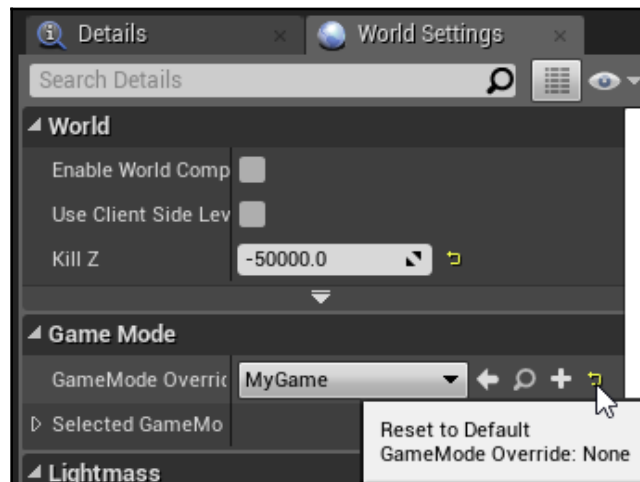 Details
World Settings
Search Details
World
Enable World Comp
Use Client Side Lev
Kill Z
-50000.0
Game Mode
GameMode Overric
MyGame
Selected GameMo
Reset to Default
GameMode Override: None
Lightmass